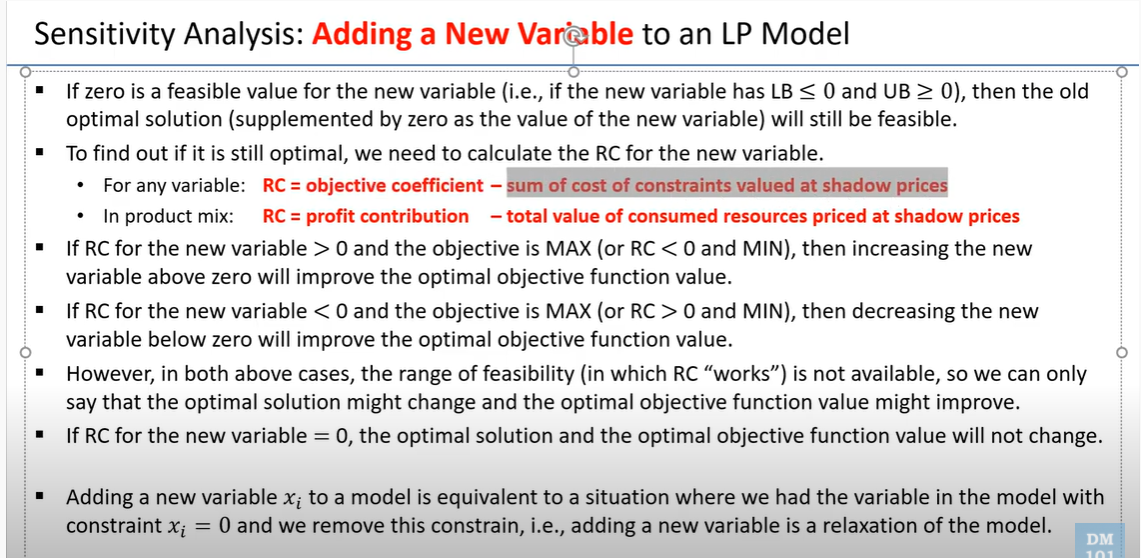 Sensitivity Analysis: Adding a New Variable to an LP Model
▪ If zero is a feasible value for the new variable (i.e., if the new variable has LB ≤ 0 and UB ≥ 0), then the old
optimal solution (supplemented by zero as the value of the new variable) will still be feasible.
▪ To find out if it is still optimal, we need to calculate the RC for the new variable.
• For any variable: RC = objective coefficient – sum of cost of constraints valued at shadow prices
• In product mix: RC = profit contribution – total value of consumed resources priced at shadow prices
▪ If RC for the new variable > 0 and the objective is MAX (or RC < 0 and MIN), then increasing the new
variable above zero will improve the optimal objective function value.
▪ If RC for the new variable < 0 and the objective is MAX (or RC > 0 and MIN), then decreasing the new
variable below zero will improve the optimal objective function value.
▪ However, in both above cases, the range of feasibility (in which RC “works”) is not available, so we can only
say that the optimal solution might change and the optimal objective function value might improve.
▪ If RC for the new variable = 0, the optimal solution and the optimal objective function value will not change.
▪ Adding a new variable xᵢ to a model is equivalent to a situation where we had the variable in the model with
constraint xᵢ = 0 and we remove this constrain, i.e., adding a new variable is a relaxation of the model.
DM
101